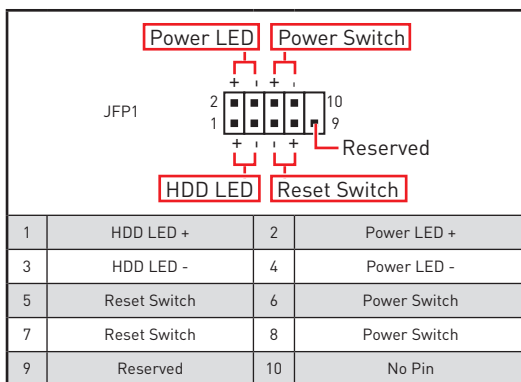 Power LED Power Switch
+ - + -
JFP1
2 10
1 9
+ - - +
Reserved
HDD LED Reset Switch
1 HDD LED + 2 Power LED +
3 HDD LED - 4 Power LED -
5 Reset Switch 6 Power Switch
7 Reset Switch 8 Power Switch
9 Reserved 10 No Pin